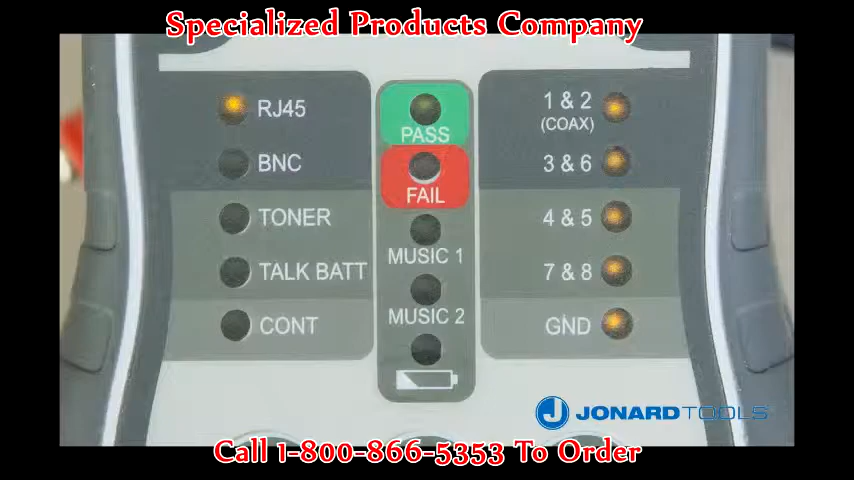 Specialized Products Company
RJ45
BNC
TONER
TALK BATT
CONT
PASS
FAIL
MUSIC 1
MUSIC 2
1 & 2
(COAX)
3 & 6
4 & 5
7 & 8
GND
J JONARD TOOLS
Call 1-800-866-5353 To Order